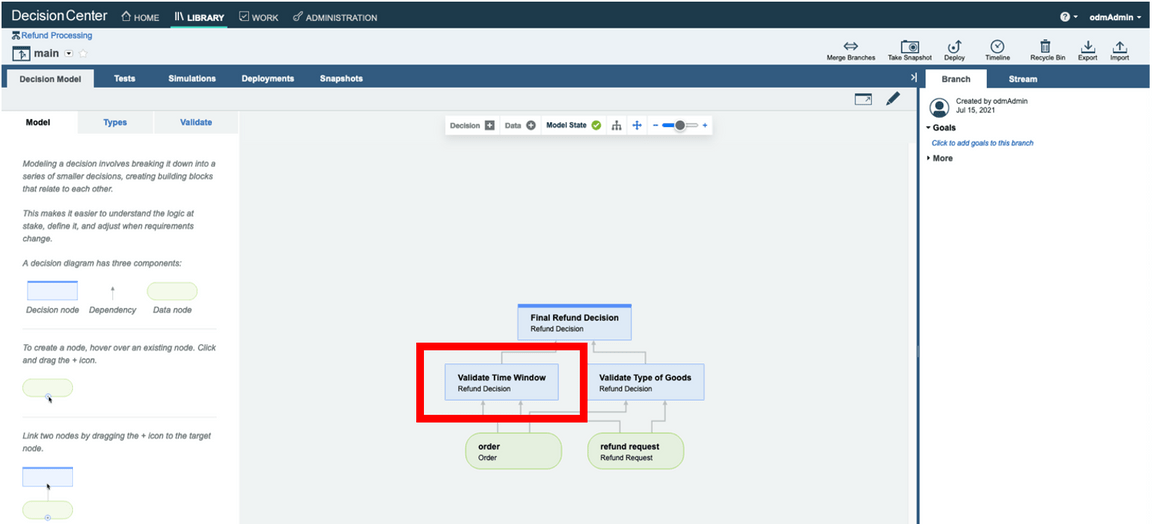 DecisionCenter HOME LIBRARY WORK ADMINISTRATION ? odmAdmin
Refund Processing
main
Merge Branches Take Snapshot Deploy Timeline Recycle Bin Export Import
Decision Model Tests Simulations Deployments Snapshots Branch Stream
Model Types Validate
Decision Data Model State
Created by odmAdmin
Jul 15, 2021
Goals
Click to add goals to this branch
More
Modeling a decision involves breaking it down into a
series of smaller decisions, creating building blocks
that relate to each other.
This makes it easier to understand the logic at
stake, define it, and adjust when requirements
change.
A decision diagram has three components:
Decision node Dependency Data node
To create a node, hover over an existing node. Click
and drag the + icon.
Link two nodes by dragging the + icon to the target
node.
Final Refund Decision
Refund Decision
Validate Time Window
Refund Decision
Validate Type of Goods
Refund Decision
order
Order
refund request
Refund Request